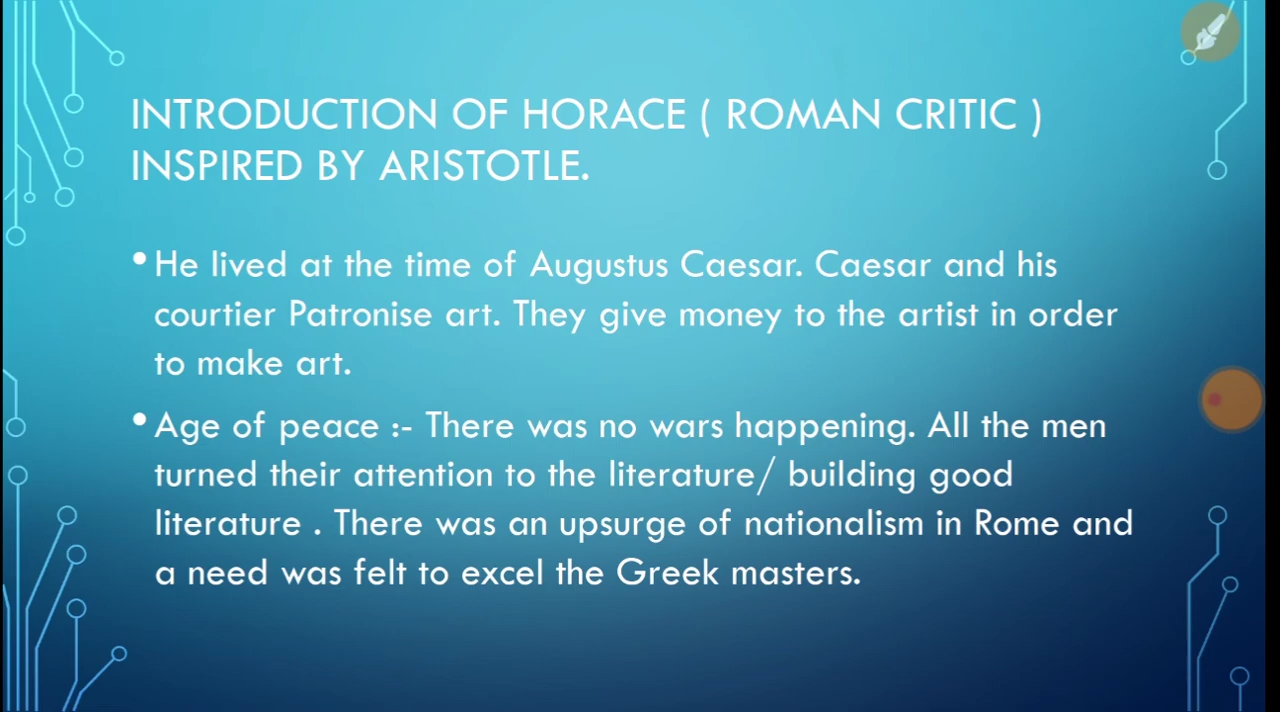 INTRODUCTION OF HORACE ( ROMAN CRITIC )
INSPIRED BY ARISTOTLE.
• He lived at the time of Augustus Caesar. Caesar and his
courtier Patronise art. They give money to the artist in order
to make art.
• Age of peace :- There was no wars happening. All the men
turned their attention to the literature/ building good
literature . There was an upsurge of nationalism in Rome and
a need was felt to excel the Greek masters.